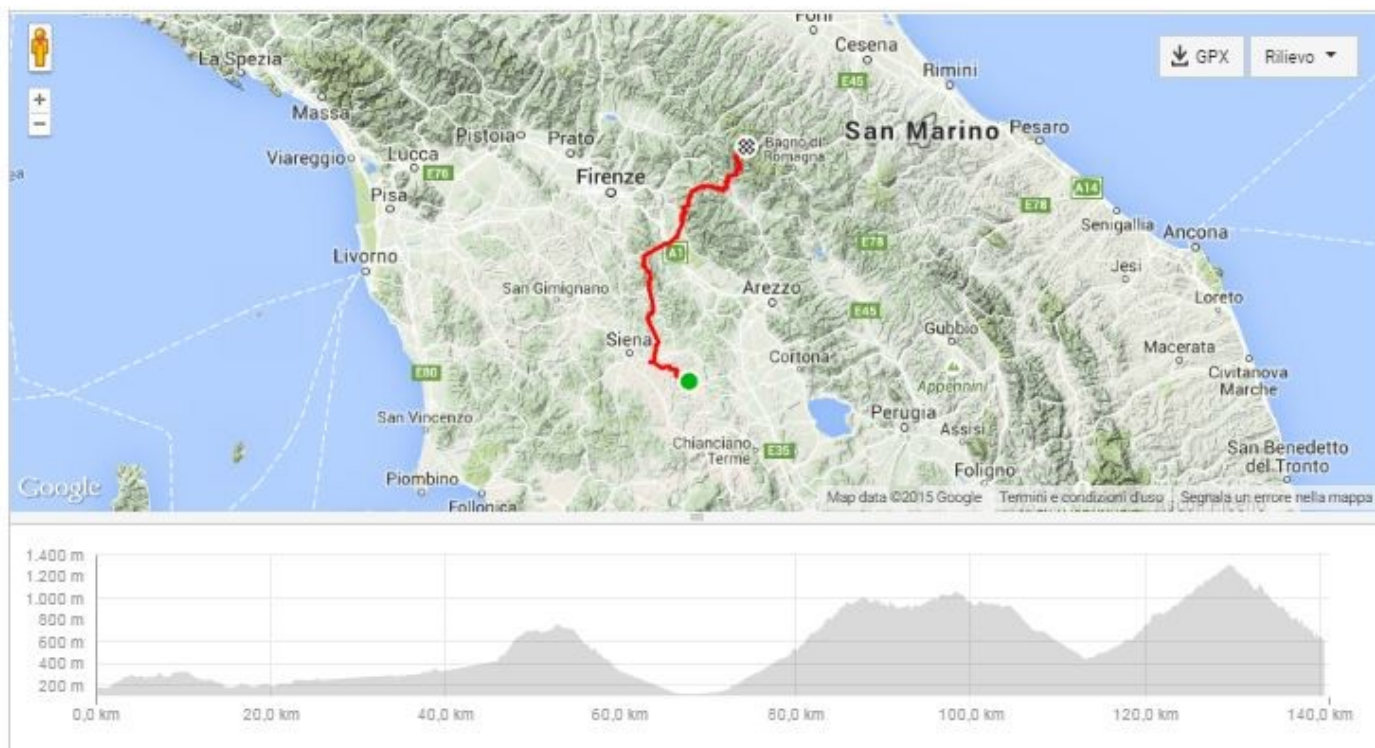 Forlì
La Spezia
Cesena
GPX
Rilievo
E45
Rimini
+
−
Massa
Pistoia
Prato
San Marino
Pesaro
Viareggio
Lucca
Bagno di
Romagna
E76
Firenze
A14
Pisa
E78
Senigallia
Ancona
E78
Livorno
A1
Jesi
San Gimignano
Arezzo
Loreto
E45
Gubbio
Siena
Cortona
Macerata
Civitanova
Marche
E80
Appennini
San Vincenzo
Perugia
Assisi
Chianciano
Terme
E35
San Benedetto
del Tronto
Piombino
Foligno
Google
Follonica
Map data ©2015 Google
Termini e condizioni d'uso
Segnala un errore nella mappa
1.400 m
1.200 m
1.000 m
800 m
600 m
400 m
200 m
0,0 km
20,0 km
40,0 km
60,0 km
80,0 km
100,0 km
120,0 km
140,0 km